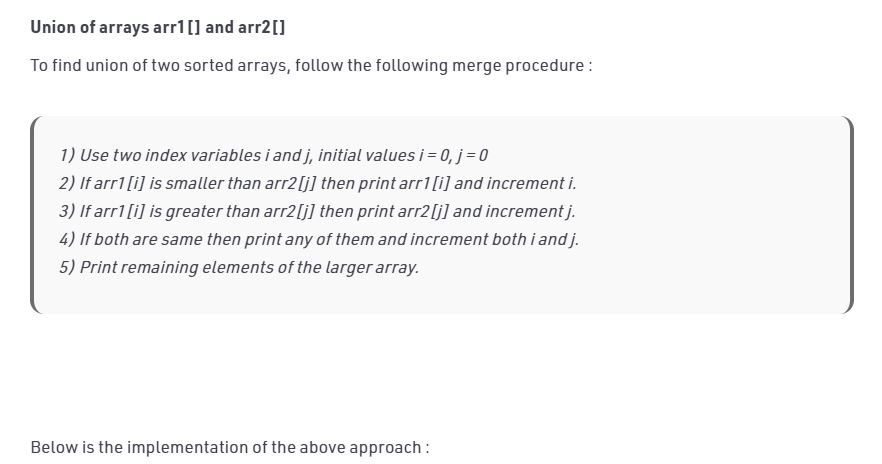 Union of arrays arr1[] and arr2[]
To find union of two sorted arrays, follow the following merge procedure :
1) Use two index variables i and j, initial values i = 0, j = 0
2) If arr1[i] is smaller than arr2[j] then print arr1[i] and increment i.
3) If arr1[i] is greater than arr2[j] then print arr2[j] and increment j.
4) If both are same then print any of them and increment both i and j.
5) Print remaining elements of the larger array.
Below is the implementation of the above approach :